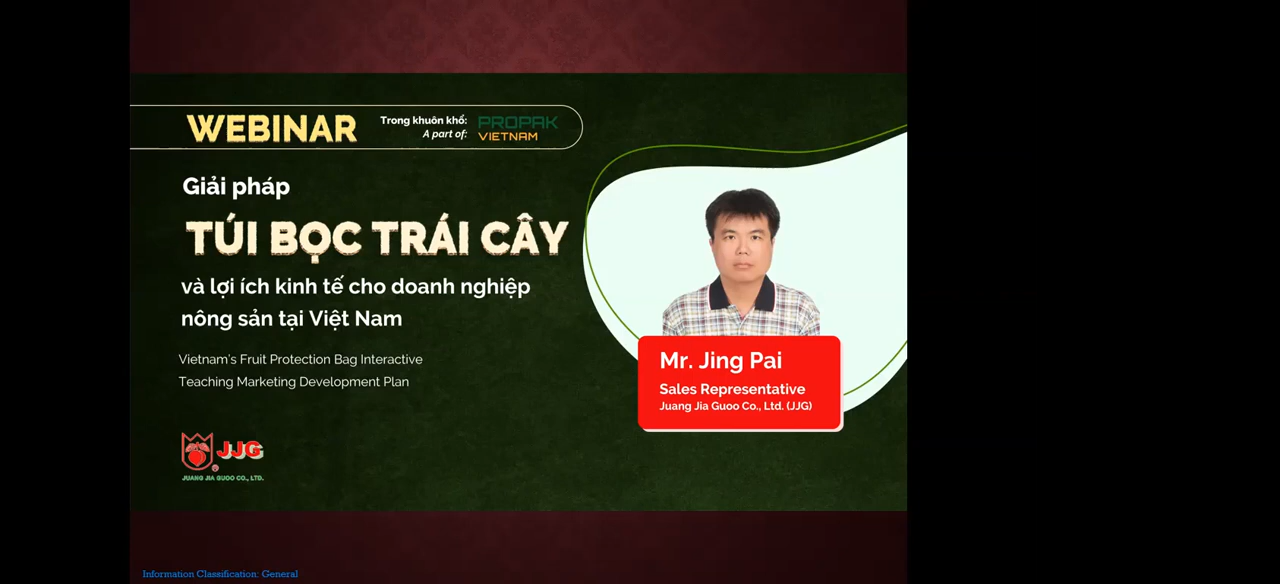 WEBINAR
Trong khuôn khổ:
A part of:
PROPAK
VIETNAM
Giải pháp
TÚI BỌC TRÁI CÂY
và lợi ích kinh tế cho doanh nghiệp
nông sản tại Việt Nam
Vietnam's Fruit Protection Bag Interactive
Teaching Marketing Development Plan
Mr. Jing Pai
Sales Representative
Juang Jia Guoo Co., Ltd. (JJG)
JJG
®
JUANG JIA GUOO CO., LTD.
Information Classification: General